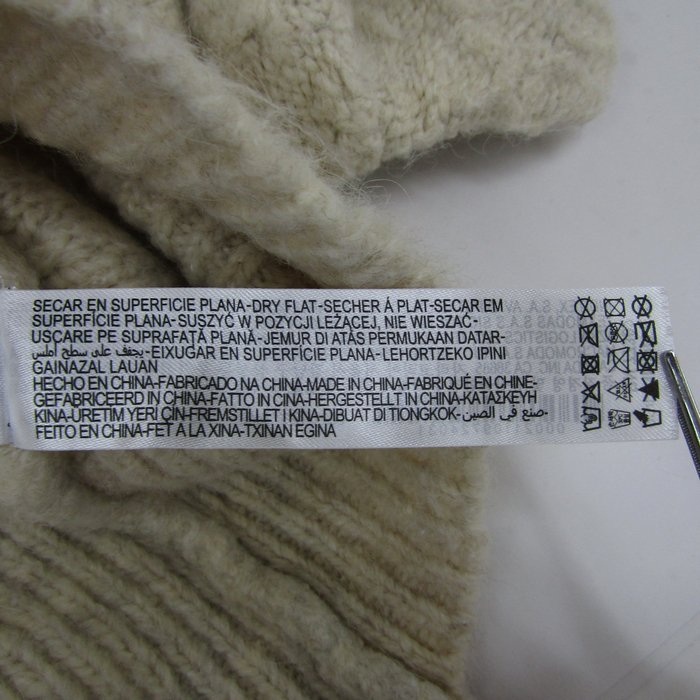 SECAR EN SUPERFICIE PLANA-DRY FLAT-SECHER Á PLAT-SECAR EM
SUPERFÍCIE PLANA-SUSZYĆ W POZYCJI LEŻĄCEJ, NIE WIESZAĆ-
USCARE PE SUPRAFAȚĂ PLANĂ-JEMUR DI ATAS PERMUKAAN DATAR-
يجفف على سطح أملس-EIXUGAR EN SUPERFÍCIE PLANA-LEHORTZEKO IPINI
GAINAZAL LAUAN
HECHO EN CHINA-FABRICADO NA CHINA-MADE IN CHINA-FABRIQUÉ EN CHINE-
GEFABRICEERD IN CHINA-FATTO IN CINA-HERGESTELLT IN CHINA-ΚΑΤΑΣΚΕΥΗ
ΚΙΝΑ-ÜRETİM YERİ ÇİN-FREMSTILLET I KINA-DIBUAT DI TIONGKOK-صنع في الصين-
FEITO EN CHINA-FET A LA XINA-TXINAN EGINA